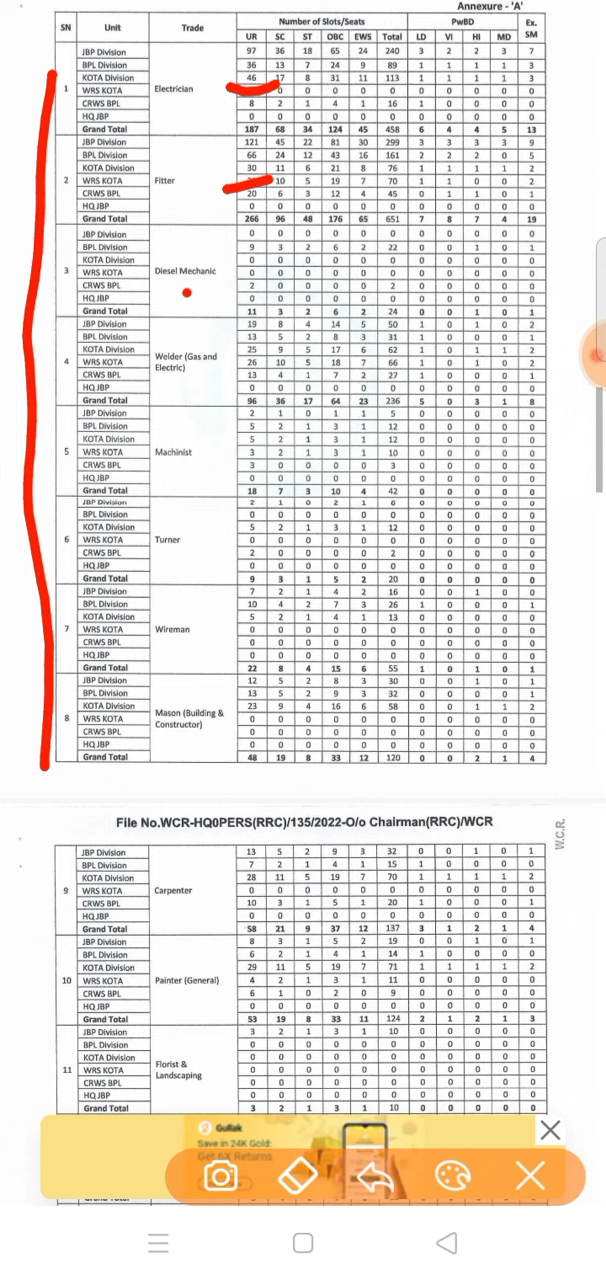 Annexure - 'A'
SN Unit Trade Number of Slots/Seats PwBD Ex. SM
UR SC ST OBC EWS Total LD VI HI MD
JBP Division 97 36 18 65 24 240 3 2 2 3 7
BPL Division 36 13 7 24 9 89 1 1 1 1 3
KOTA Division 46 17 8 31 11 113 1 1 1 1 3
1 WRS KOTA Electrician 0 0 0 0 0 0 0 0 0 0
CRWS BPL 8 2 1 4 1 16 1 0 0 0 0
HQ JBP 0 0 0 0 0 0 0 0 0 0 0
Grand Total 187 68 34 124 45 458 6 4 4 5 13
JBP Division 121 45 22 81 30 299 3 3 3 3 9
BPL Division 66 24 12 43 16 161 2 2 2 0 5
KOTA Division 30 11 6 21 8 76 1 1 1 1 2
2 WRS KOTA Fitter 10 5 19 7 70 1 1 0 0 2
CRWS BPL 20 6 3 12 4 45 0 1 1 0 1
HQ JBP 0 0 0 0 0 0 0 0 0 0 0
Grand Total 266 96 48 176 65 651 7 8 7 4 19
JBP Division 0 0 0 0 0 0 0 0 0 0 0
BPL Division 9 3 2 6 2 22 0 0 1 0 1
KOTA Division 0 0 0 0 0 0 0 0 0 0 0
3 WRS KOTA Diesel Mechanic 0 0 0 0 0 0 0 0 0 0 0
CRWS BPL 2 0 0 0 0 2 0 0 0 0 0
HQ JBP 0 0 0 0 0 0 0 0 0 0 0
Grand Total 11 3 2 6 2 24 0 0 1 0 1
JBP Division 19 8 4 14 5 50 1 0 1 0 2
BPL Division 13 5 2 8 3 31 1 0 0 0 1
KOTA Division 25 9 5 17 6 62 1 0 1 1 2
4 WRS KOTA Welder (Gas and Electric) 26 10 5 18 7 66 1 0 1 0 2
CRWS BPL 13 4 1 7 2 27 1 0 0 0 1
HQ JBP 0 0 0 0 0 0 0 0 0 0 0
Grand Total 96 36 17 64 23 236 5 0 3 1 8
JBP Division 2 1 0 1 1 5 0 0 0 0 0
BPL Division 5 2 1 3 1 12 0 0 0 0 0
KOTA Division 5 2 1 3 1 12 0 0 0 0 0
5 WRS KOTA Machinist 3 2 1 3 1 10 0 0 0 0 0
CRWS BPL 3 0 0 0 0 3 0 0 0 0 0
HQ JBP 0 0 0 0 0 0 0 0 0 0 0
Grand Total 18 7 3 10 4 42 0 0 0 0 0
JBP Division 2 1 0 2 1 6 0 0 0 0 0
BPL Division 0 0 0 0 0 0 0 0 0 0 0
KOTA Division 5 2 1 3 1 12 0 0 0 0 0
6 WRS KOTA Turner 0 0 0 0 0 0 0 0 0 0 0
CRWS BPL 2 0 0 0 0 2 0 0 0 0 0
HQ JBP 0 0 0 0 0 0 0 0 0 0 0
Grand Total 9 3 1 5 2 20 0 0 0 0 0
JBP Division 7 2 1 4 2 16 0 0 1 0 0
BPL Division 10 4 2 7 3 26 1 0 0 0 1
KOTA Division 5 2 1 4 1 13 0 0 0 0 0
7 WRS KOTA Wireman 0 0 0 0 0 0 0 0 0 0 0
CRWS BPL 0 0 0 0 0 0 0 0 0 0 0
HQ JBP 0 0 0 0 0 0 0 0 0 0 0
Grand Total 22 8 4 15 6 55 1 0 1 0 1
JBP Division 12 5 2 8 3 30 0 0 1 0 1
BPL Division 13 5 2 9 3 32 0 0 0 0 1
KOTA Division 23 9 4 16 6 58 0 0 1 1 2
8 WRS KOTA Mason (Building & Constructor) 0 0 0 0 0 0 0 0 0 0 0
CRWS BPL 0 0 0 0 0 0 0 0 0 0 0
HQ JBP 0 0 0 0 0 0 0 0 0 0 0
Grand Total 48 19 8 33 12 120 0 0 2 1 4
File No.WCR-HQ0PERS(RRC)/135/2022-O/o Chairman(RRC)/WCR
W.C.R.
JBP Division 13 5 2 9 3 32 0 0 1 0 1
BPL Division 7 2 1 4 1 15 1 0 0 0 0
KOTA Division 28 11 5 19 7 70 1 1 1 1 2
9 WRS KOTA Carpenter 0 0 0 0 0 0 0 0 0 0 0
CRWS BPL 10 3 1 5 1 20 1 0 0 0 1
HQ JBP 0 0 0 0 0 0 0 0 0 0 0
Grand Total 58 21 9 37 12 137 3 1 2 1 4
JBP Division 8 3 1 5 2 19 0 0 1 0 1
BPL Division 6 2 1 4 1 14 1 0 0 0 0
KOTA Division 29 11 5 19 7 71 1 1 1 1 2
10 WRS KOTA Painter (General) 4 2 1 3 1 11 0 0 0 0 0
CRWS BPL 6 1 0 2 0 9 0 0 0 0 0
HQ JBP 0 0 0 0 0 0 0 0 0 0 0
Grand Total 53 19 8 33 11 124 2 1 2 1 3
JBP Division 3 2 1 3 1 10 0 0 0 0 0
BPL Division 0 0 0 0 0 0 0 0 0 0 0
KOTA Division 0 0 0 0 0 0 0 0 0 0 0
11 WRS KOTA Florist & Landscaping 0 0 0 0 0 0 0 0 0 0 0
CRWS BPL 0 0 0 0 0 0 0 0 0 0 0
HQ JBP 0 0 0 0 0 0 0 0 0 0 0
Grand Total 3 2 1 3 1 10 0 0 0 0 0
Gullak
Save in 24K Gold:
Get 6X Returns